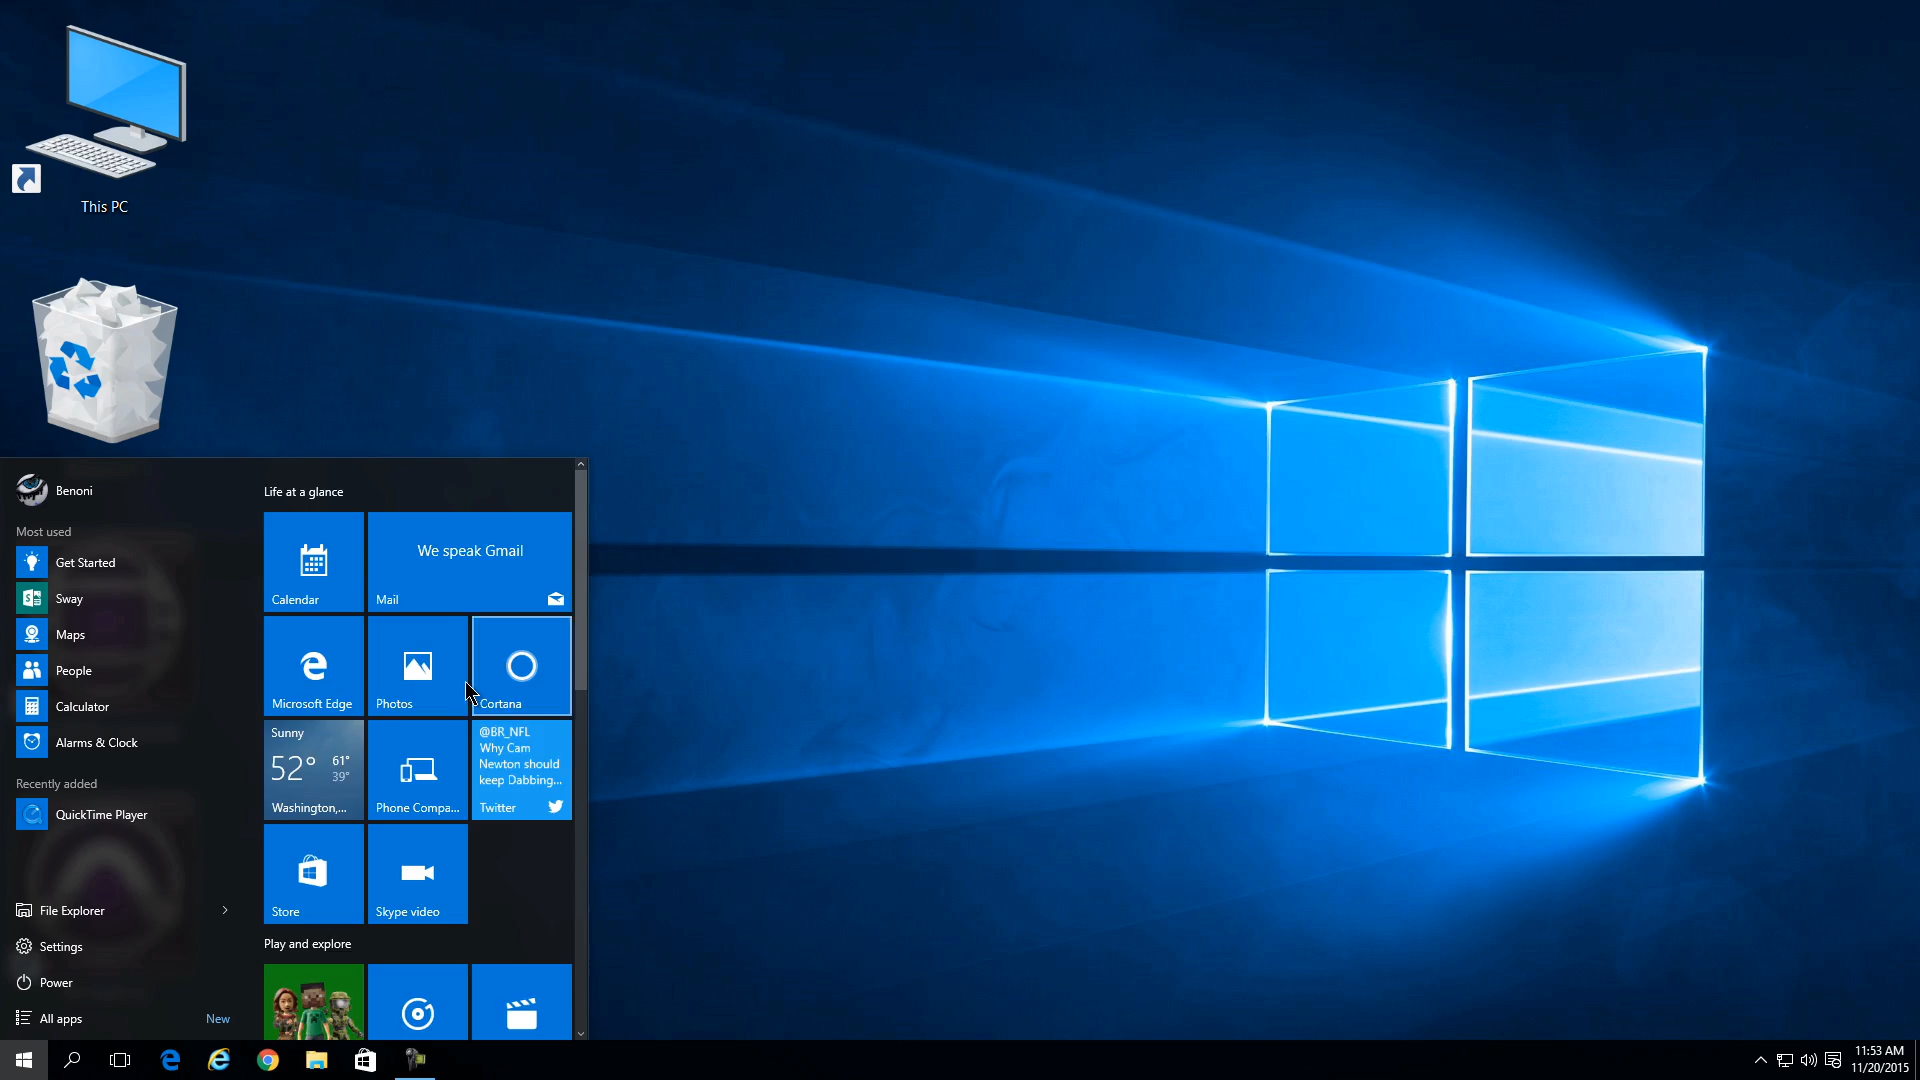 This PC
Benoni
Most used
Get Started
Sway
Maps
People
Calculator
Alarms & Clock
Recently added
QuickTime Player
File Explorer
Settings
Power
All apps New
Life at a glance
Calendar
We speak Gmail
Mail
Microsoft Edge
Photos
Cortana
Sunny
52° 61°
39°
Washington,...
Phone Compa...
@BR_NFL
Why Cam
Newton should
keep Dabbing...
Twitter
Store
Skype video
Play and explore
11:53 AM
11/20/2015